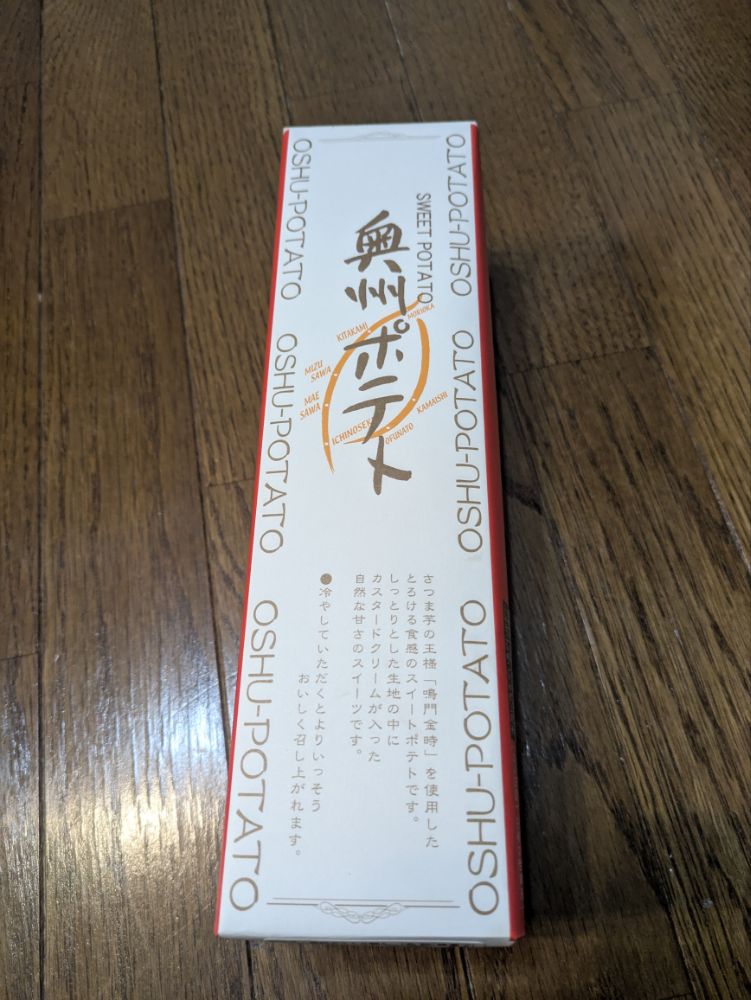 OSHU-POTATO
OSHU-POTATO
OSHU-POTATO
OSHU-POTATO
OSHU-POTATO
OSHU-POTATO
SWEET POTATO
奥州ポテト
MORIOKA
KITAKAMI
MIZU
SAWA
MAE
SAWA
ICHINOSEKI
OFUNATO
KAMAISHI
さつま芋の王様「鳴門金時」を使用した
とろける食感のスイートポテトです。
しっとりとした生地の中に
カスタードクリームが入った
自然な甘さのスイーツです。
●冷やしていただくとよりいっそう
おいしく召し上がれます。